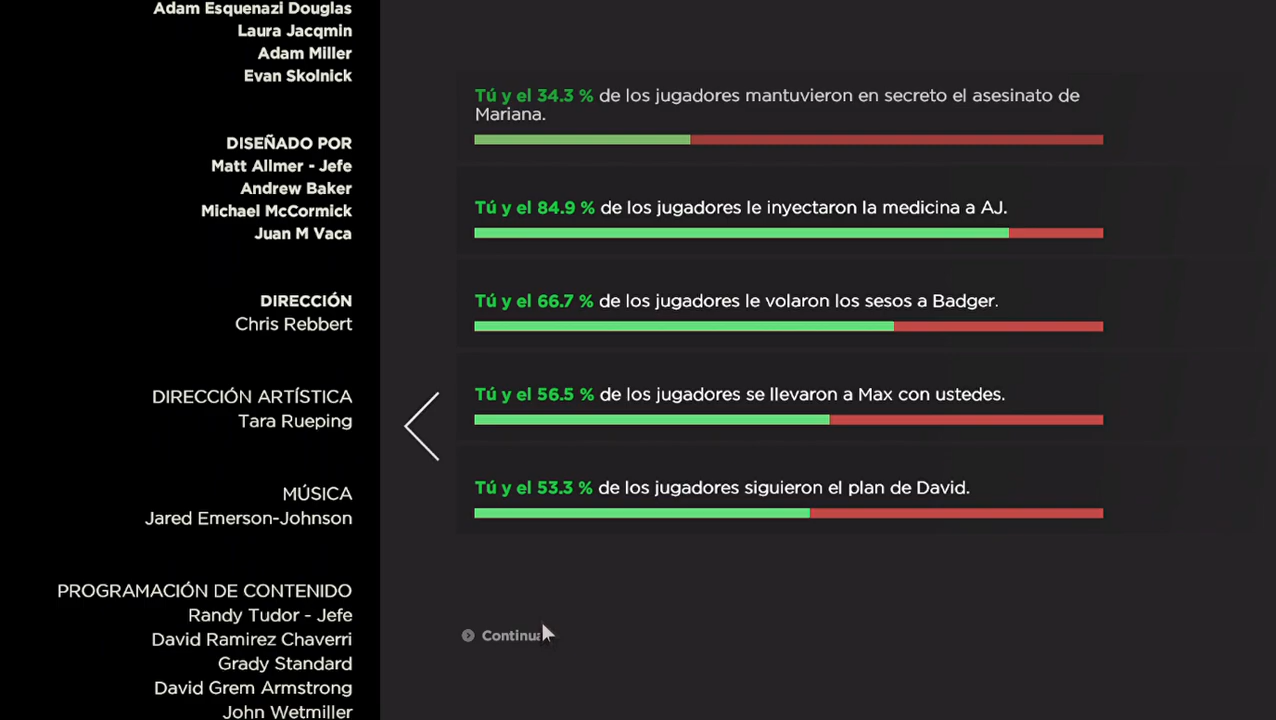 Adam Esquenazi Douglas
Laura Jacqmin
Adam Miller
Evan Skolnick
DISEÑADO POR
Matt Allmer - Jefe
Andrew Baker
Michael McCormick
Juan M Vaca
DIRECCIÓN
Chris Rebbert
DIRECCIÓN ARTÍSTICA
Tara Rueping
MÚSICA
Jared Emerson-Johnson
PROGRAMACIÓN DE CONTENIDO
Randy Tudor - Jefe
David Ramirez Chaverri
Grady Standard
David Grem Armstrong
John Wetmiller
Tú y el 34.3 % de los jugadores mantuvieron en secreto el asesinato de
Mariana.
Tú y el 84.9 % de los jugadores le inyectaron la medicina a AJ.
Tú y el 66.7 % de los jugadores le volaron los sesos a Badger.
Tú y el 56.5 % de los jugadores se llevaron a Max con ustedes.
Tú y el 53.3 % de los jugadores siguieron el plan de David.
Continua